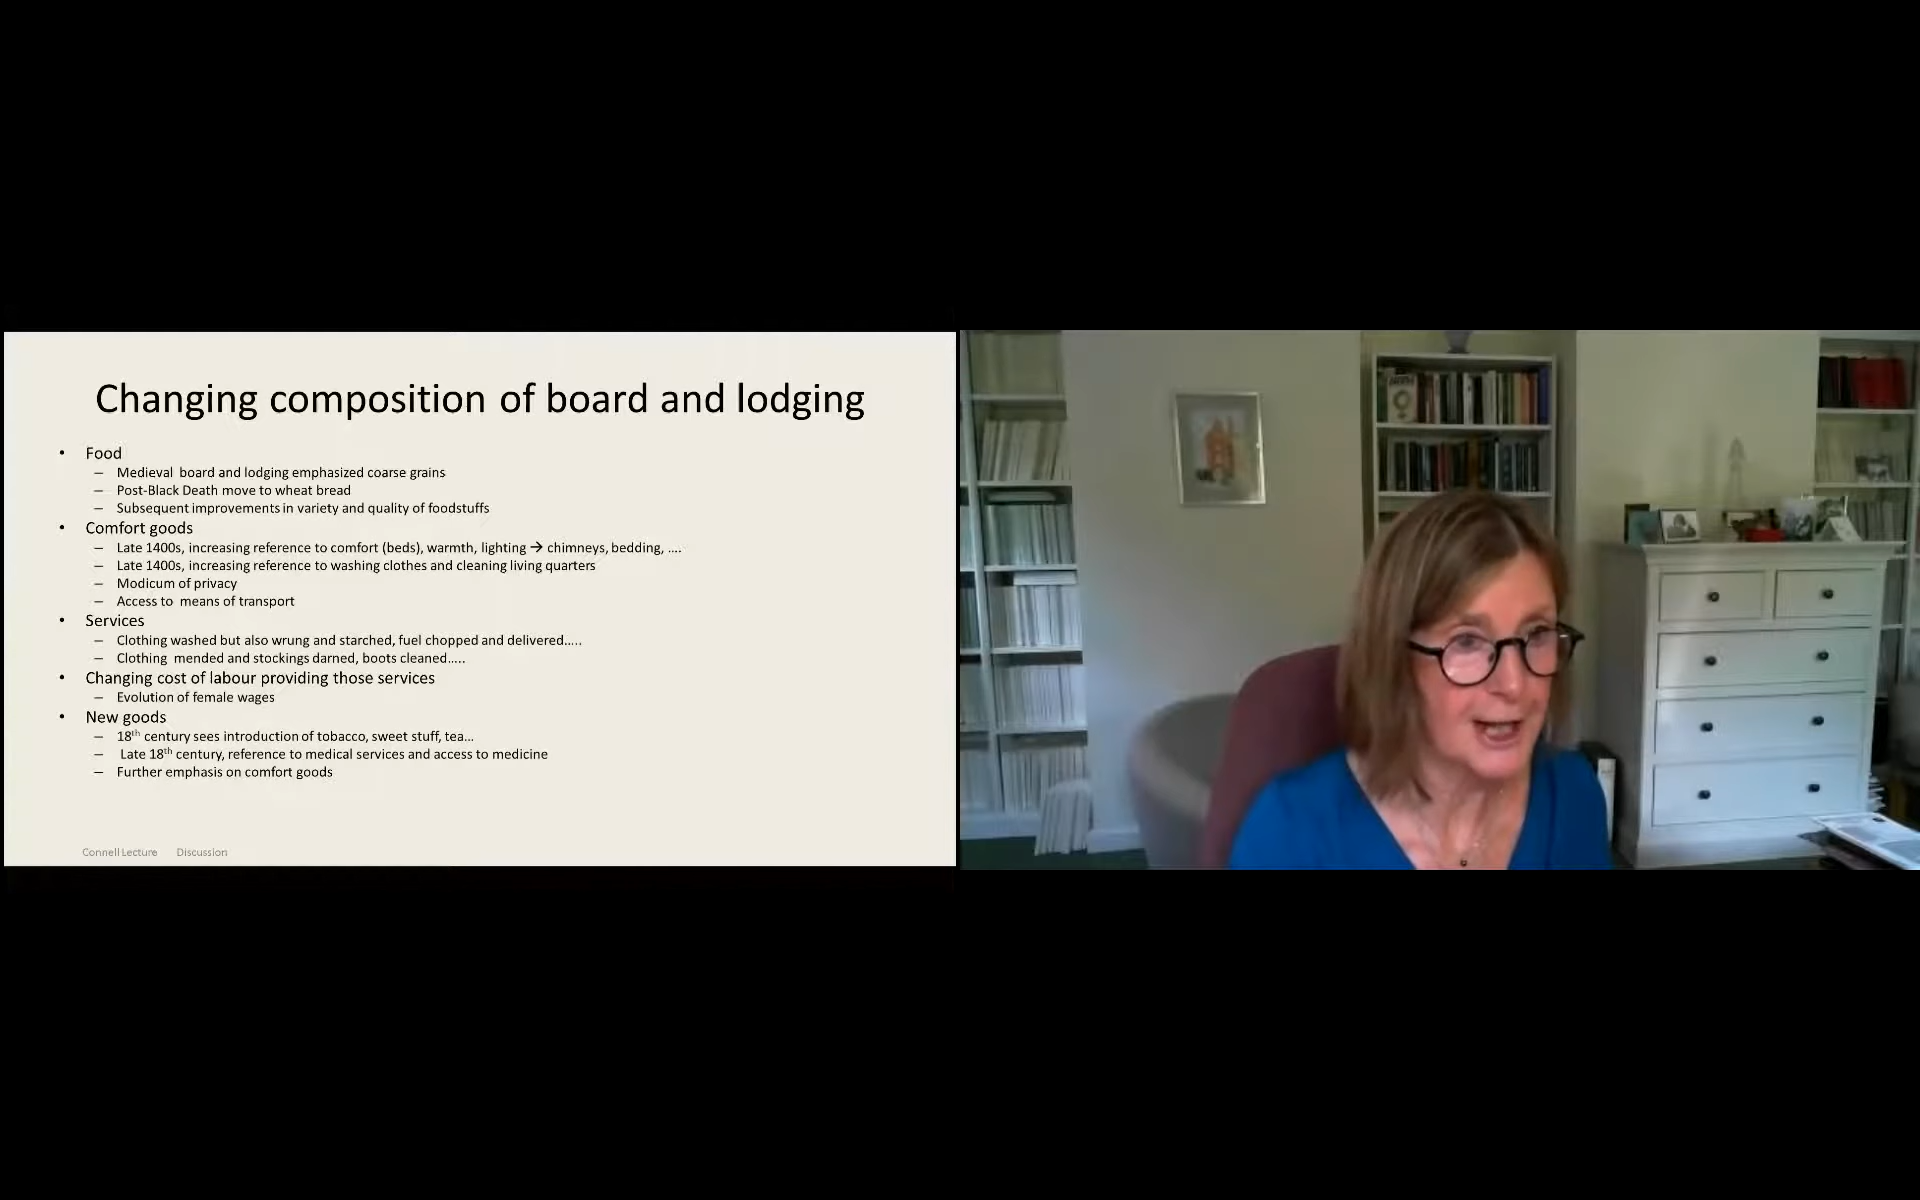 Changing composition of board and lodging
• Food
– Medieval board and lodging emphasized coarse grains
– Post-Black Death move to wheat bread
– Subsequent improvements in variety and quality of foodstuffs
• Comfort goods
– Late 1400s, increasing reference to comfort (beds), warmth, lighting → chimneys, bedding, ....
– Late 1400s, increasing reference to washing clothes and cleaning living quarters
– Modicum of privacy
– Access to means of transport
• Services
– Clothing washed but also wrung and starched, fuel chopped and delivered.....
– Clothing mended and stockings darned, boots cleaned.....
• Changing cost of labour providing those services
– Evolution of female wages
• New goods
– 18th century sees introduction of tobacco, sweet stuff, tea...
– Late 18th century, reference to medical services and access to medicine
– Further emphasis on comfort goods
Connell Lecture Discussion